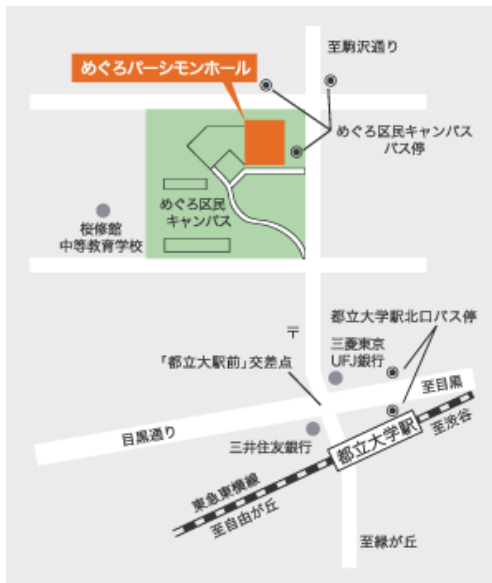 至駒沢通り
めぐろパーシモンホール
めぐろ区民キャンパス
バス停
めぐろ区民
キャンパス
桜修館
中等教育学校
都立大学駅北口バス停
〒
三菱東京
UFJ銀行
「都立大駅前」交差点
至目黒
目黒通り
三井住友銀行
都立大学駅
至渋谷
東急東横線
至自由が丘
至緑が丘